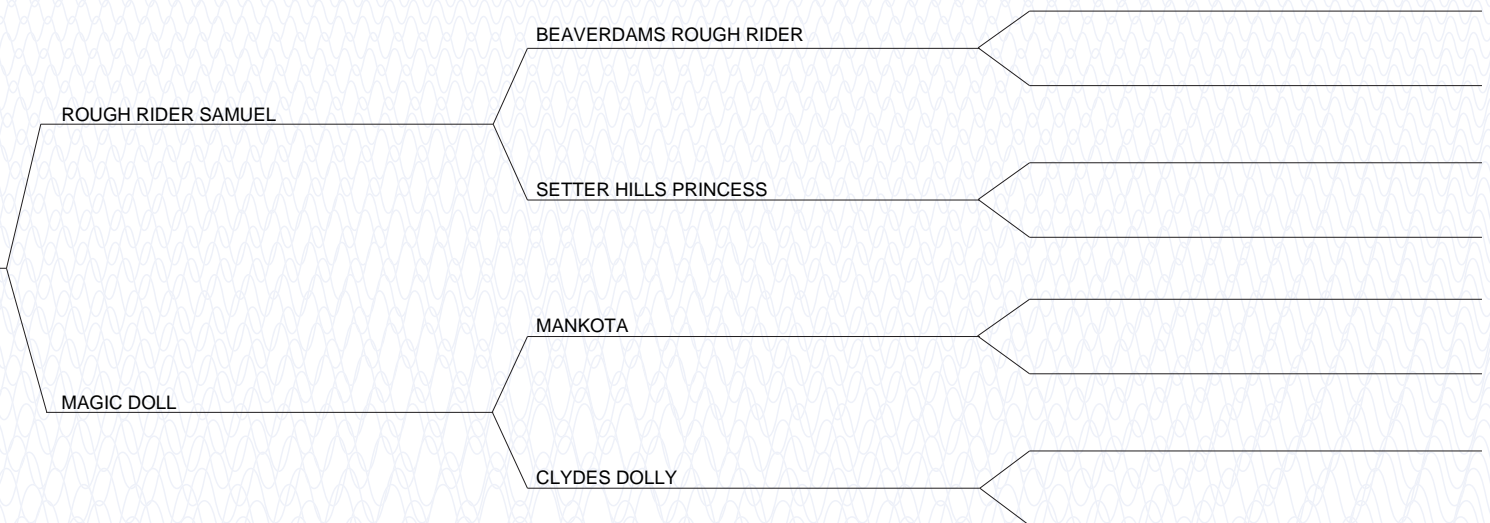 BEAVERDAMS ROUGH RIDER
ROUGH RIDER SAMUEL
SETTER HILLS PRINCESS
MANKOTA
MAGIC DOLL
CLYDES DOLLY